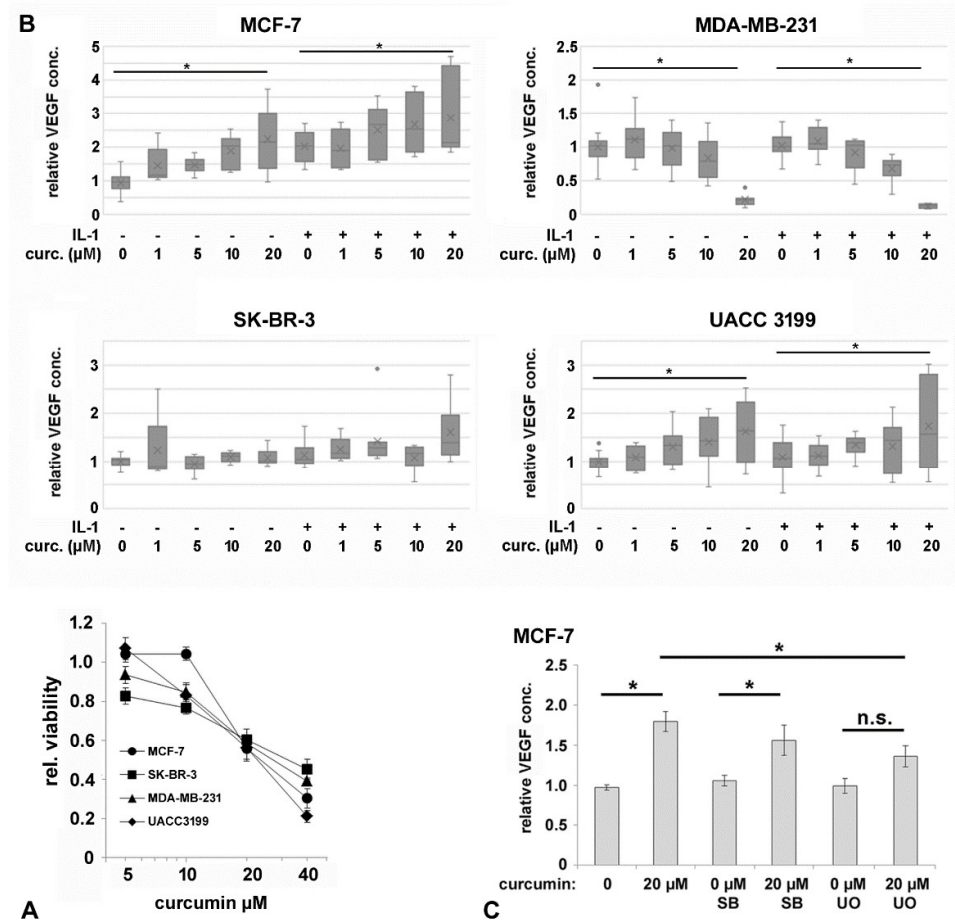 B
MCF-7
relative VEGF conc.
5
4
3
2
1
0
*
*
IL-1 - - - - - + + + + +
curc. (µM) 0 1 5 10 20 0 1 5 10 20
MDA-MB-231
relative VEGF conc.
2.5
2
1.5
1
0.5
0
*
*
IL-1 - - - - - + + + + +
curc. (µM) 0 1 5 10 20 0 1 5 10 20
SK-BR-3
relative VEGF conc.
3
2
1
0
IL-1 - - - - - + + + + +
curc. (µM) 0 1 5 10 20 0 1 5 10 20
UACC 3199
relative VEGF conc.
3
2
1
0
*
*
IL-1 - - - - - + + + + +
curc. (µM) 0 1 5 10 20 0 1 5 10 20
rel. viability
1.2
1.0
0.8
0.6
0.4
0.2
0
MCF-7
SK-BR-3
MDA-MB-231
UACC3199
5 10 20 40
curcumin µM
A
MCF-7
relative VEGF conc.
2.5
2.0
1.5
1.0
0.5
0
*
*
*
n.s.
curcumin: 0 20 µM 0 µM 20 µM 0 µM 20 µM
SB SB UO UO
C